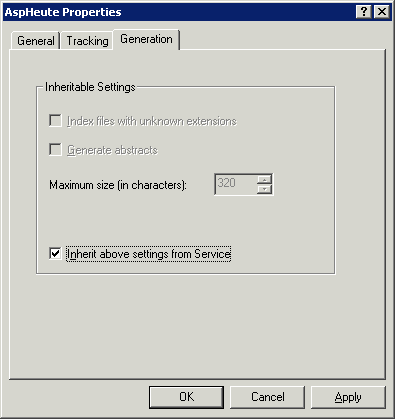 AspHeute Properties
General
Tracking
Generation
Inheritable Settings
Index files with unknown extensions
Generate abstracts
Maximum size (in characters): 320
Inherit above settings from Service
OK Cancel Apply